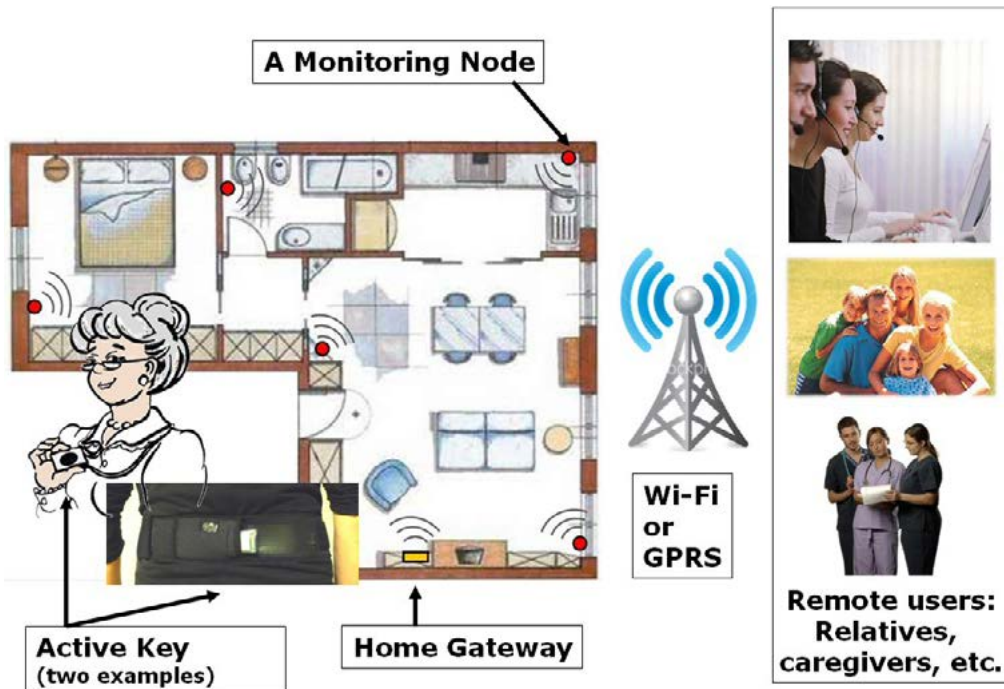 A Monitoring Node
Wi-Fi
or
GPRS
Active Key
(two examples)
Home Gateway
Remote users:
Relatives,
caregivers, etc.